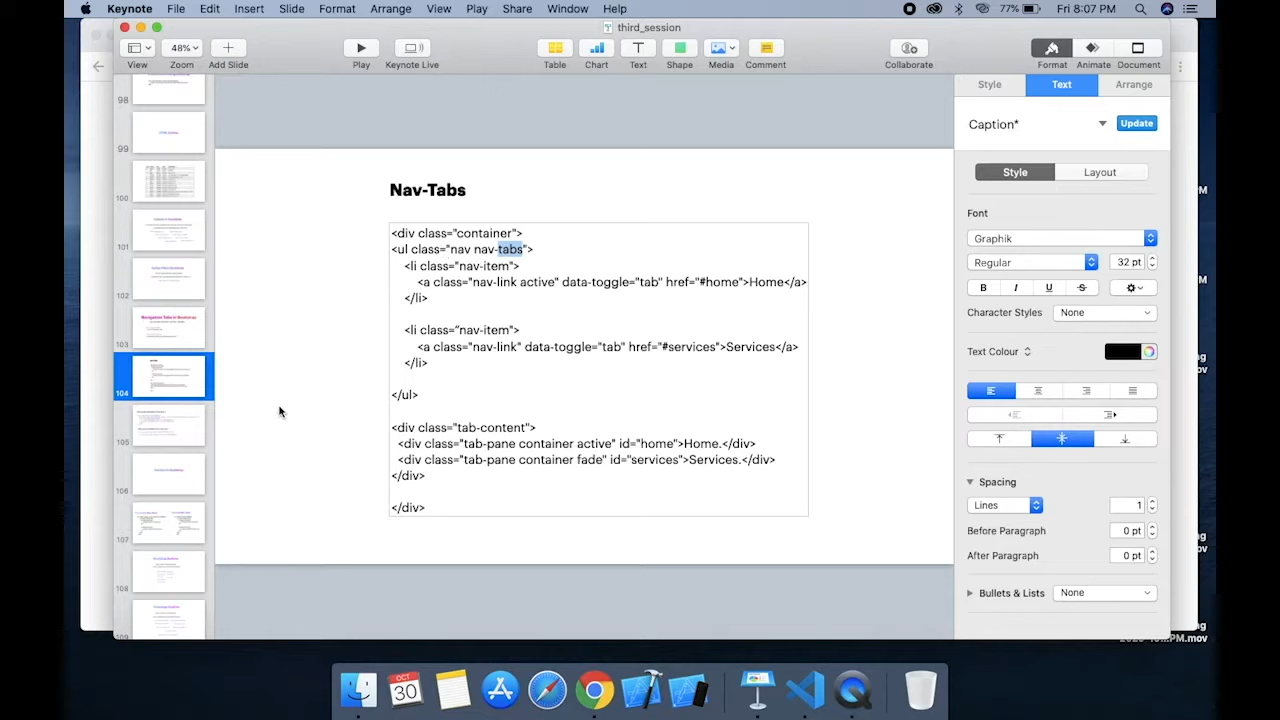 Keynote File Edit Insert Slide Format Arrange View Play Share Window Help 77% Fri 8:07 PM
third_session
48%
View Zoom Add Slide Play Keynote Live Table Chart Text Shape Media Comment Collaborate Format Animate Document
Style Text Arrange
Caption* Update
Style Layout
Font
Graphik
Regular 32 pt
B I U S
Character Styles None
Text Colour
Spacing
Lines 1
Before Paragraph 0 pt
After Paragraph 0 pt
Bullets & Lists None
98
99
100
101
102
103
104
105
106
107
108
109
Nav-Tabs
<div class="container">
<ul class="nav nav-tabs">
<li class="nav-item">
<a class="nav-link active" data-toggle="tab" href="#home">Home</a>
</li>
<li class="nav-item">
<a class="nav-link" data-toggle="tab" href="#services">Services</a>
</li>
</ul>
<div class="tab-content">
<div class="tab-pane container active" id="home">Home.</div>
<div class="tab-pane container fade" id="services">Services.</div>
</div>
</div>
OCT
30